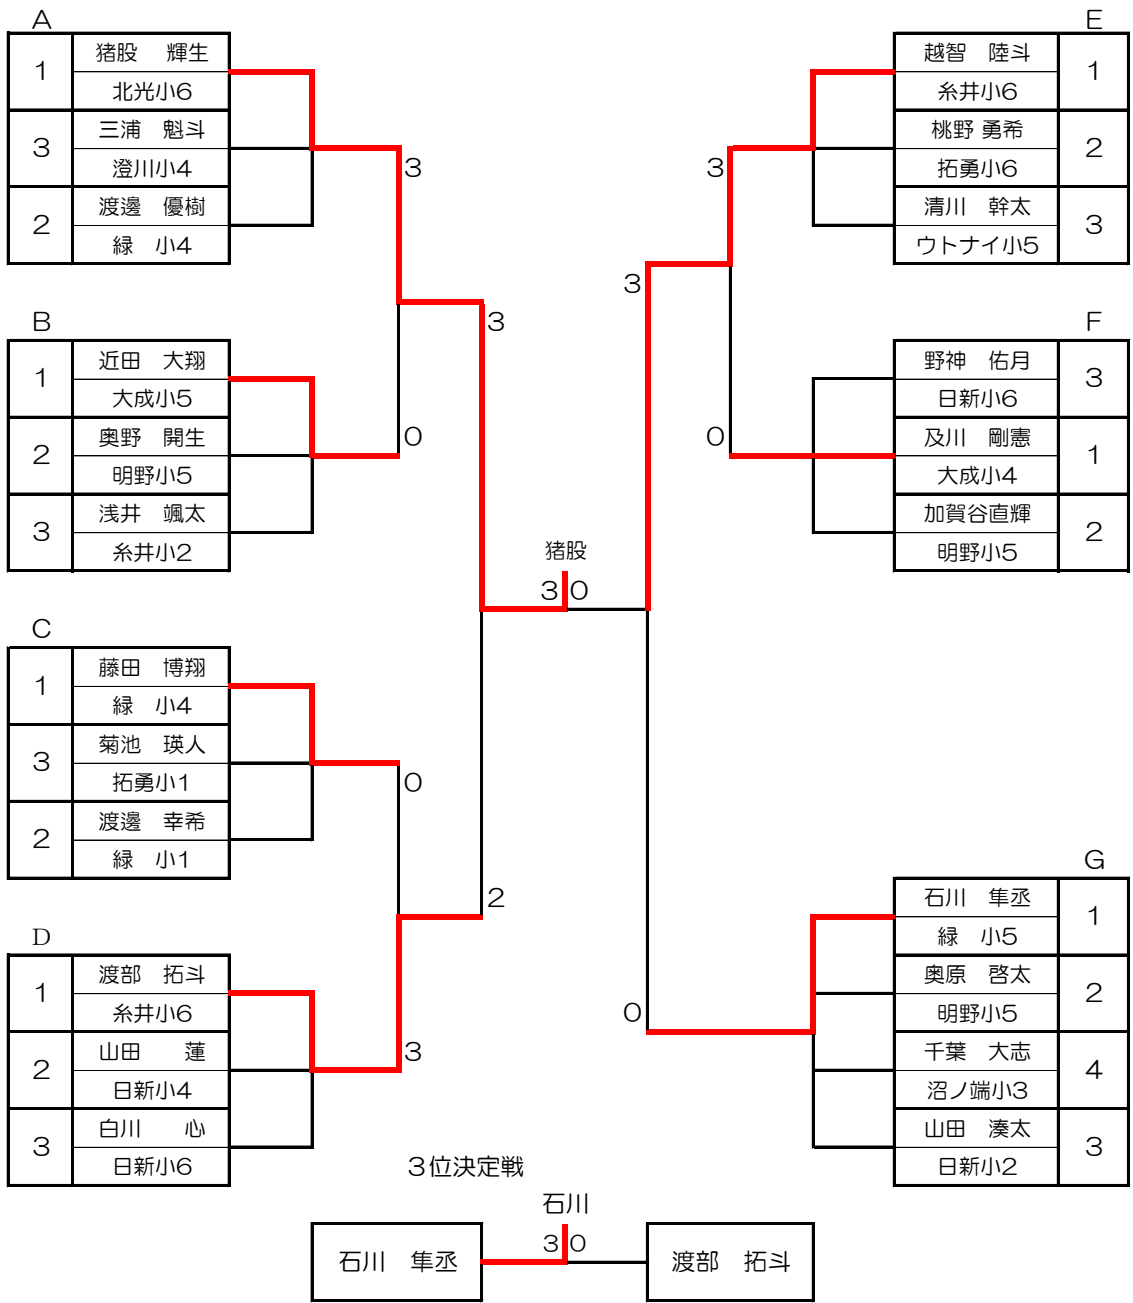 A
1
猪股　輝生
北光小6
3
三浦　魁斗
澄川小4
2
渡邊　優樹
緑　小4
3
B
1
近田　大翔
大成小5
2
奥野　開生
明野小5
3
浅井　颯太
糸井小2
0
3
C
1
藤田　博翔
緑　小4
3
菊池　瑛人
拓勇小1
2
渡邊　幸希
緑　小1
0
D
1
渡部　拓斗
糸井小6
2
山田　蓮
日新小4
3
白川　心
日新小6
3
2
猪股
3 0
E
越智　陸斗
1
糸井小6
桃野 勇希
2
拓勇小6
清川　幹太
3
ウトナイ小5
3
3
F
野神　佑月
3
日新小6
及川　剛憲
1
大成小4
加賀谷直輝
2
明野小5
0
G
石川　隼丞
1
緑　小5
奥原　啓太
2
明野小5
千葉　大志
4
沼ノ端小3
山田　湊太
3
日新小2
0
3位決定戦
石川
3 0
石川　隼丞
渡部　拓斗